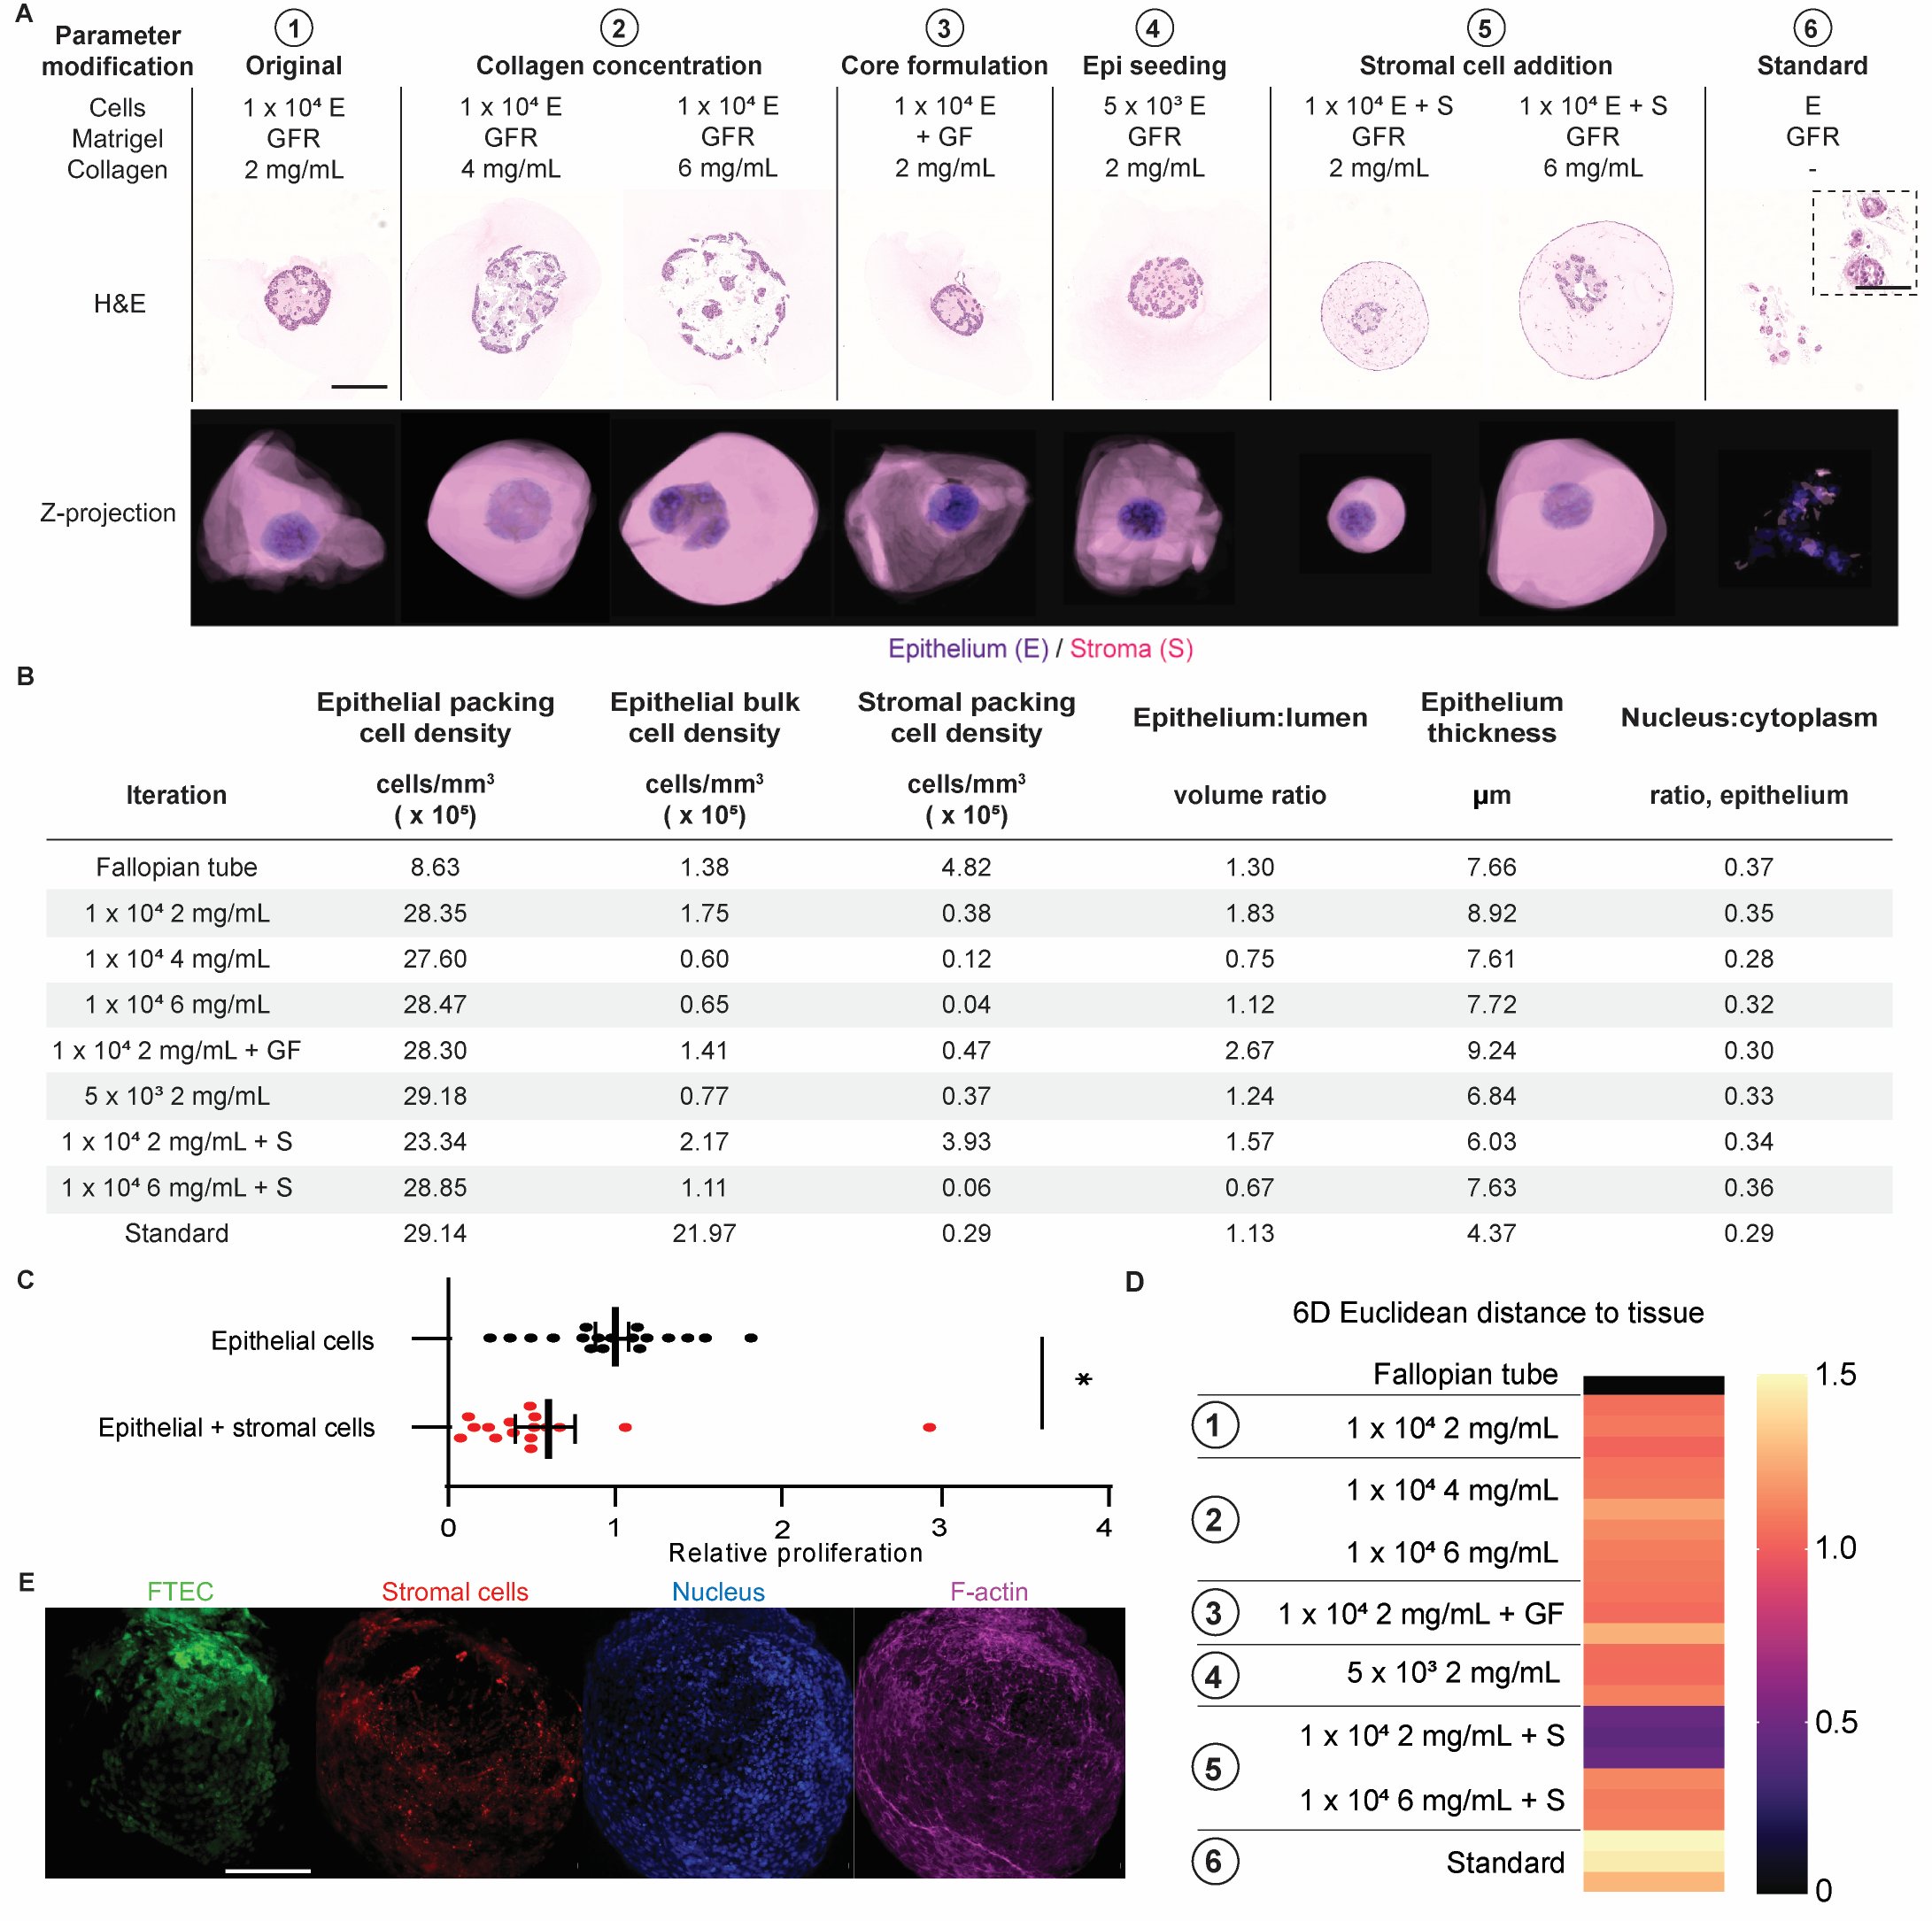 A
Parameter modification
1 Original
2 Collagen concentration
3 Core formulation
4 Epi seeding
5 Stromal cell addition
6 Standard
Cells 1 x 10⁴ E 1 x 10⁴ E 1 x 10⁴ E 1 x 10⁴ E 5 x 10³ E 1 x 10⁴ E + S 1 x 10⁴ E + S E
Matrigel GFR GFR GFR + GF GFR GFR GFR GFR
Collagen 2 mg/mL 4 mg/mL 6 mg/mL 2 mg/mL 2 mg/mL 2 mg/mL 6 mg/mL -
H&E
Z-projection
Epithelium (E) / Stroma (S)
B
Epithelial packing cell density Epithelial bulk cell density Stromal packing cell density Epithelium:lumen Epithelium thickness Nucleus:cytoplasm
Iteration cells/mm³ ( x 10⁵) cells/mm³ ( x 10⁵) cells/mm³ ( x 10⁵) volume ratio µm ratio, epithelium
Fallopian tube 8.63 1.38 4.82 1.30 7.66 0.37
1 x 10⁴ 2 mg/mL 28.35 1.75 0.38 1.83 8.92 0.35
1 x 10⁴ 4 mg/mL 27.60 0.60 0.12 0.75 7.61 0.28
1 x 10⁴ 6 mg/mL 28.47 0.65 0.04 1.12 7.72 0.32
1 x 10⁴ 2 mg/mL + GF 28.30 1.41 0.47 2.67 9.24 0.30
5 x 10³ 2 mg/mL 29.18 0.77 0.37 1.24 6.84 0.33
1 x 10⁴ 2 mg/mL + S 23.34 2.17 3.93 1.57 6.03 0.34
1 x 10⁴ 6 mg/mL + S 28.85 1.11 0.06 0.67 7.63 0.36
Standard 29.14 21.97 0.29 1.13 4.37 0.29
C
Epithelial cells
Epithelial + stromal cells
*
0 1 2 3 4
Relative proliferation
D
6D Euclidean distance to tissue
Fallopian tube
1 1 x 10⁴ 2 mg/mL
2 1 x 10⁴ 4 mg/mL
1 x 10⁴ 6 mg/mL
3 1 x 10⁴ 2 mg/mL + GF
4 5 x 10³ 2 mg/mL
5 1 x 10⁴ 2 mg/mL + S
1 x 10⁴ 6 mg/mL + S
6 Standard
1.5
1.0
0.5
0
E
FTEC Stromal cells Nucleus F-actin